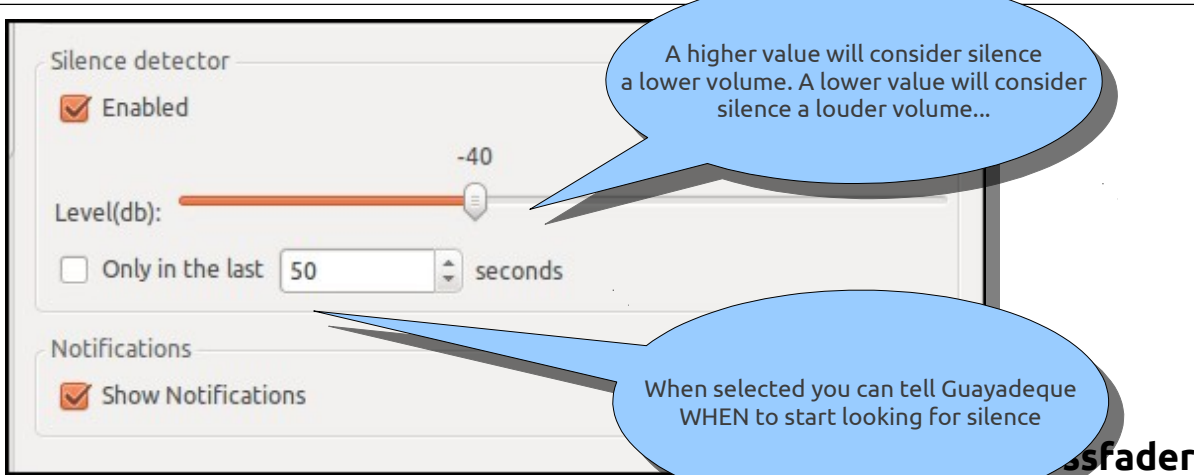 Silence detector
Enabled
A higher value will consider silence
a lower volume. A lower value will consider
silence a louder volume...
-40
Level(db):
Only in the last 50 seconds
Notifications
Show Notifications
When selected you can tell Guayadeque
WHEN to start looking for silence
ssfader